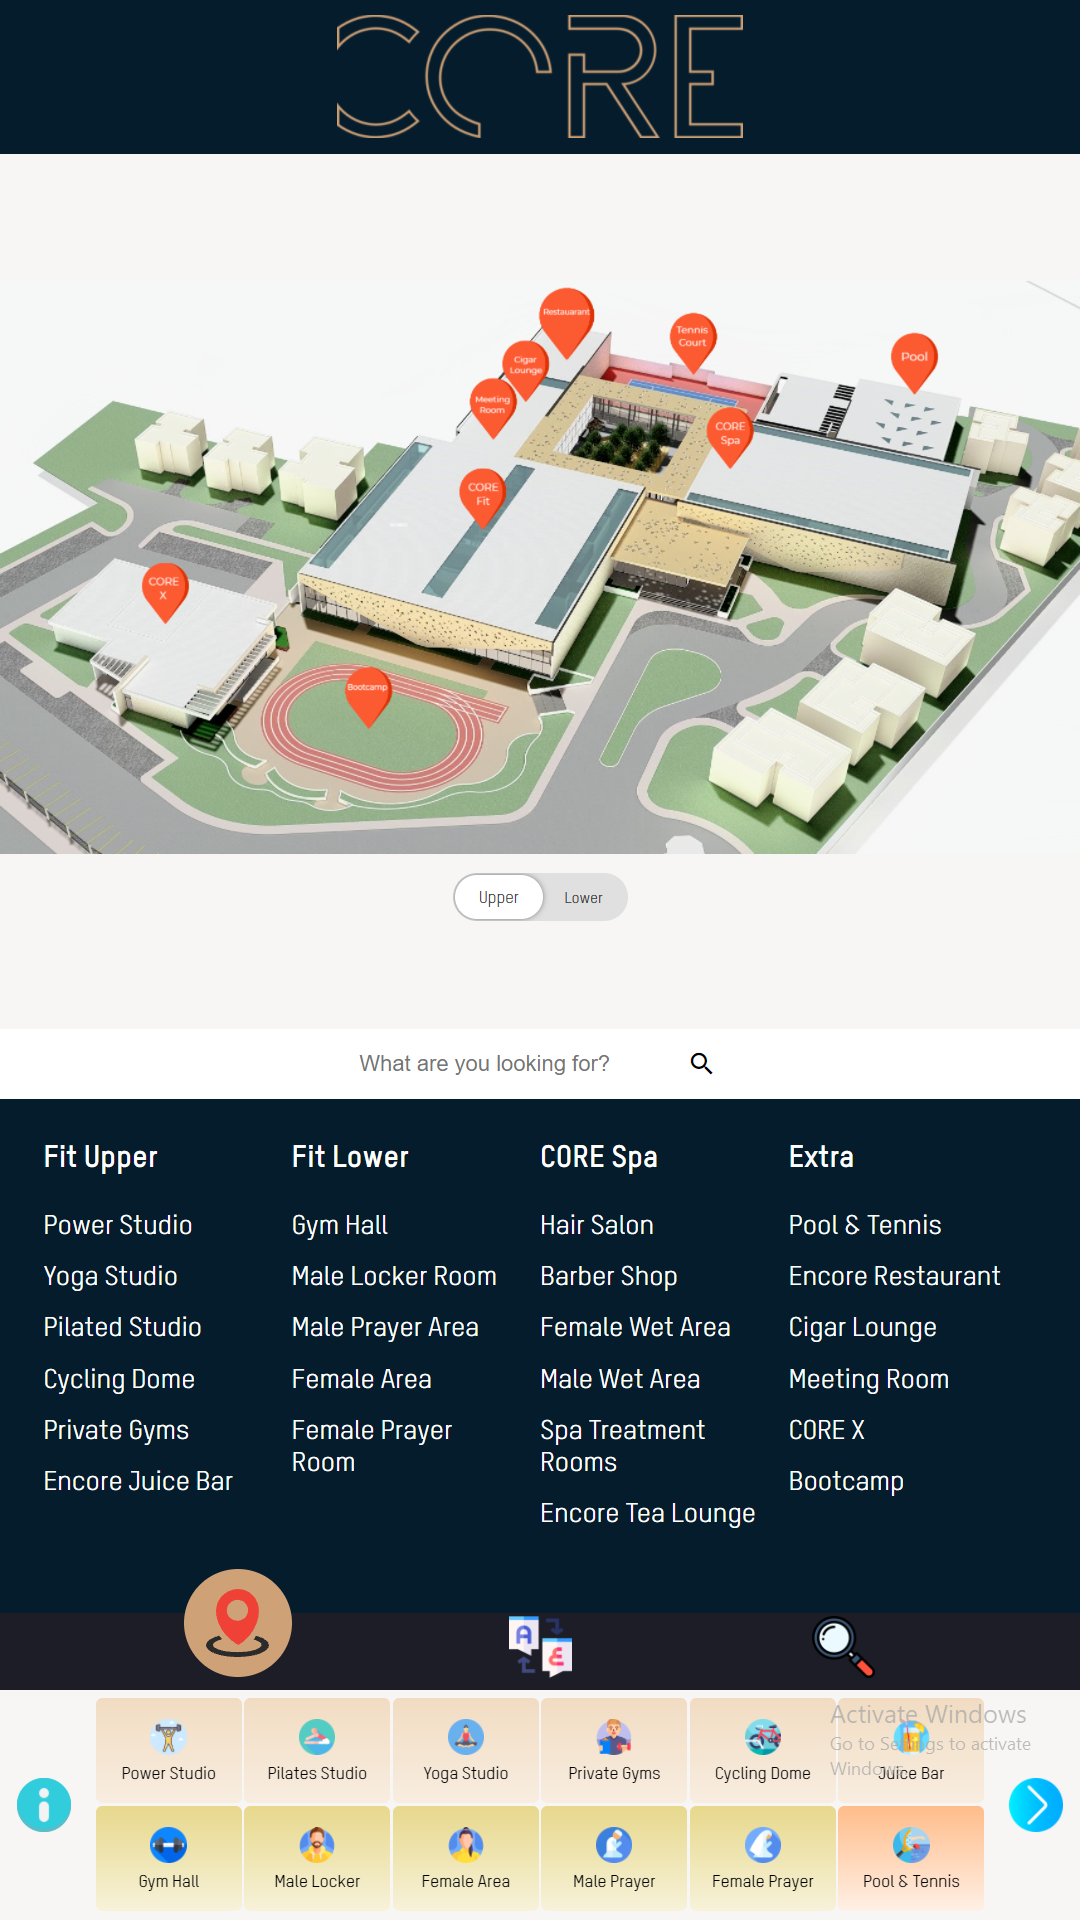 CORE
Restauarant
Tennis
Court
Pool
Cigar
Lounge
Meeting
Room
CORE
Spa
CORE
Fit
CORE
X
Bootcamp
Upper
Lower
What are you looking for?
Fit Upper
Power Studio
Yoga Studio
Pilated Studio
Cycling Dome
Private Gyms
Encore Juice Bar
Fit Lower
Gym Hall
Male Locker Room
Male Prayer Area
Female Area
Female Prayer
Room
CORE Spa
Hair Salon
Barber Shop
Female Wet Area
Male Wet Area
Spa Treatment
Rooms
Encore Tea Lounge
Extra
Pool & Tennis
Encore Restaurant
Cigar Lounge
Meeting Room
CORE X
Bootcamp
A
Power Studio
Pilates Studio
Yoga Studio
Private Gyms
Cycling Dome
Juice Bar
Gym Hall
Male Locker
Female Area
Male Prayer
Female Prayer
Pool & Tennis
Activate Windows
Go to Settings to activate
Windows.